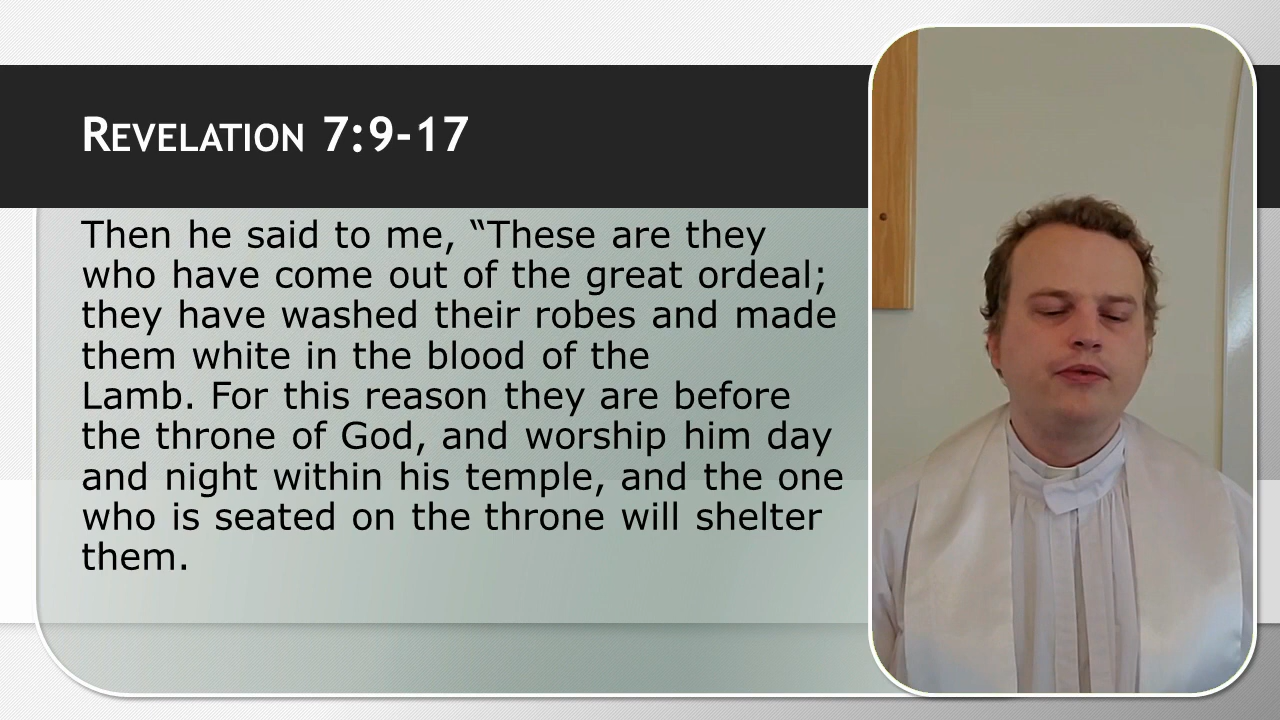 Revelation 7:9-17
Then he said to me, “These are they
who have come out of the great ordeal;
they have washed their robes and made
them white in the blood of the
Lamb. For this reason they are before
the throne of God, and worship him day
and night within his temple, and the one
who is seated on the throne will shelter
them.